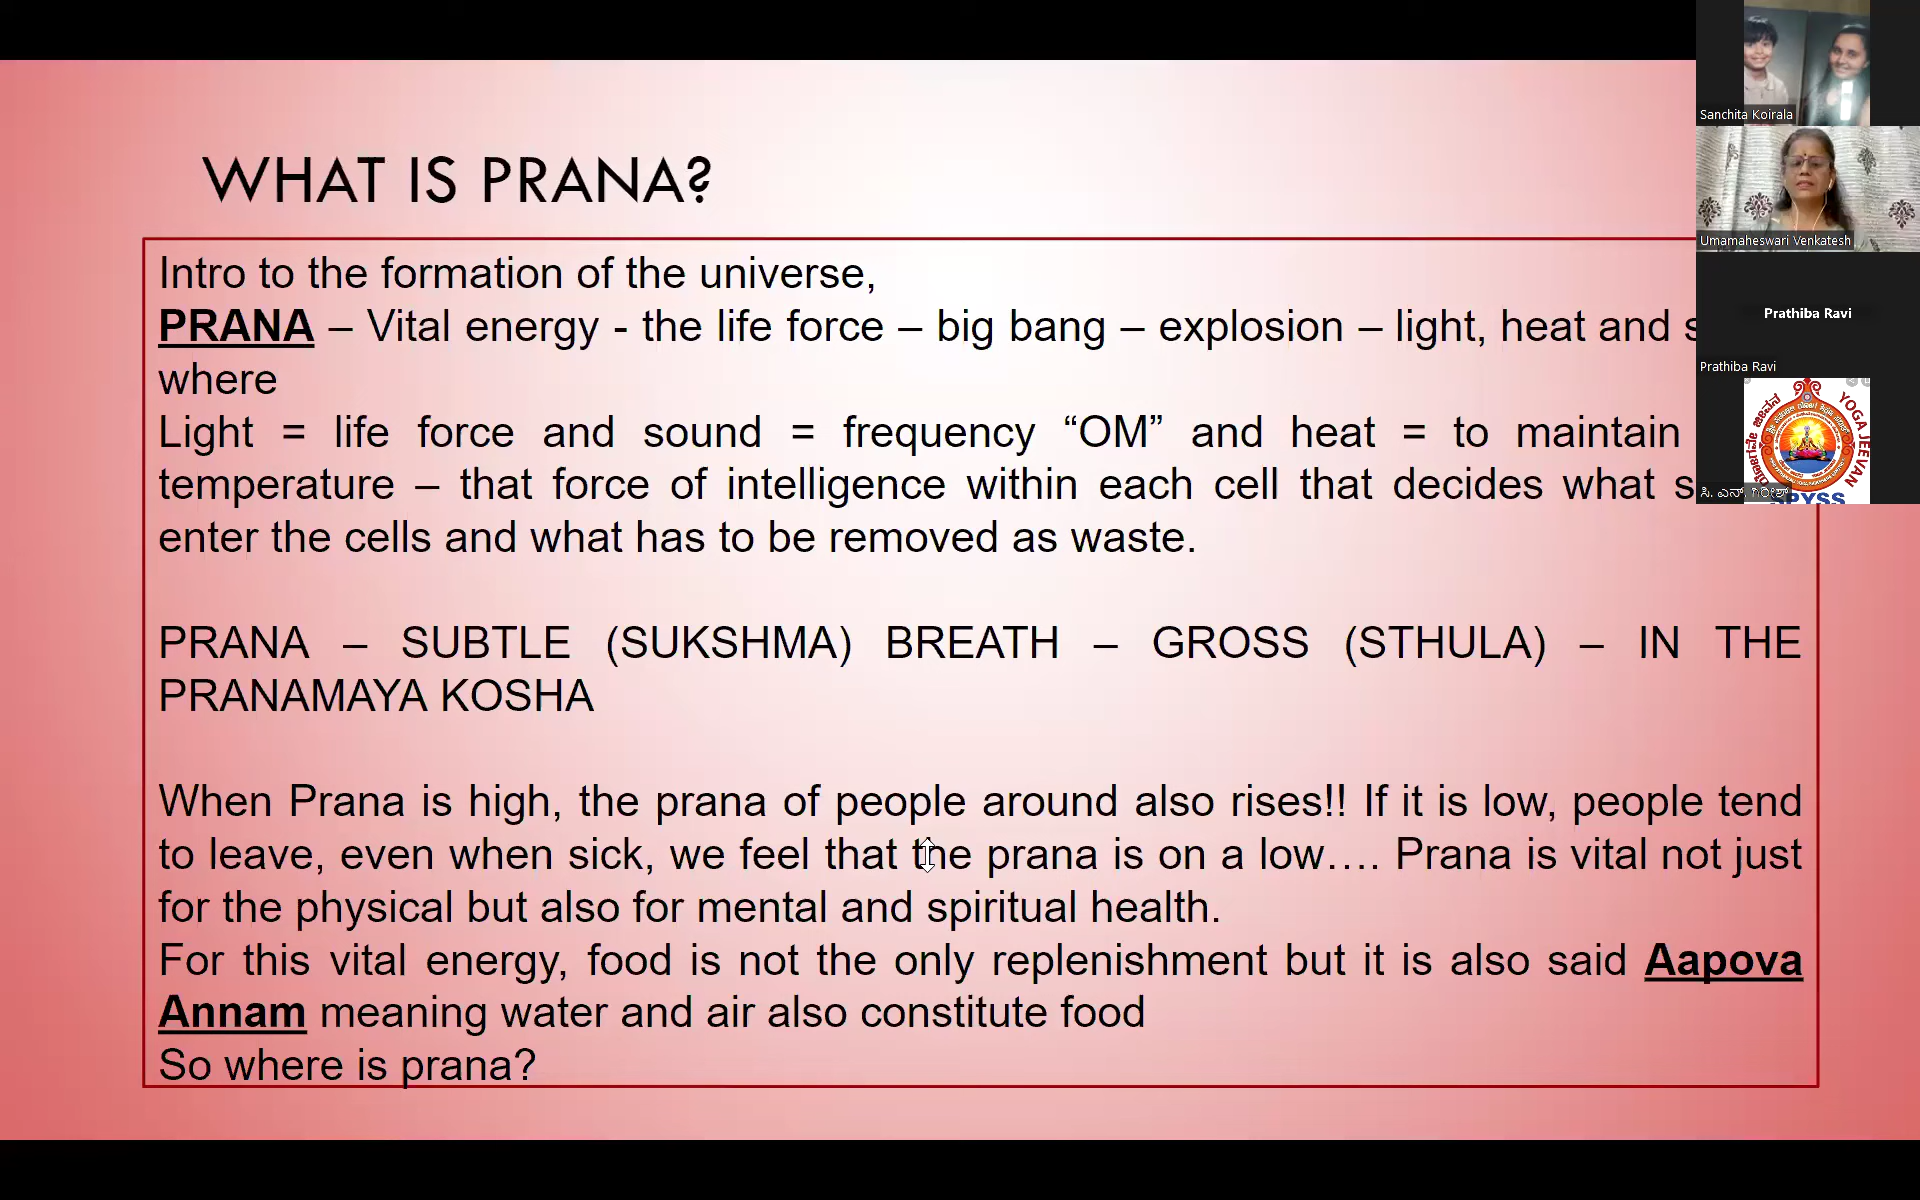 WHAT IS PRANA?
Intro to the formation of the universe,
PRANA – Vital energy - the life force – big bang – explosion – light, heat and s
where
Light = life force and sound = frequency “OM” and heat = to maintain
temperature – that force of intelligence within each cell that decides what s
enter the cells and what has to be removed as waste.
PRANA – SUBTLE (SUKSHMA) BREATH – GROSS (STHULA) – IN THE
PRANAMAYA KOSHA
When Prana is high, the prana of people around also rises!! If it is low, people tend
to leave, even when sick, we feel that the prana is on a low…. Prana is vital not just
for the physical but also for mental and spiritual health.
For this vital energy, food is not the only replenishment but it is also said Aapova
Annam meaning water and air also constitute food
So where is prana?
Sanchita Koirala
Umamaheswari Venkatesh
Prathiba Ravi
Prathiba Ravi
YOGA JEEVAN
ಸಿ. ಎನ್. ಗಿರೀಶ್
PYSS